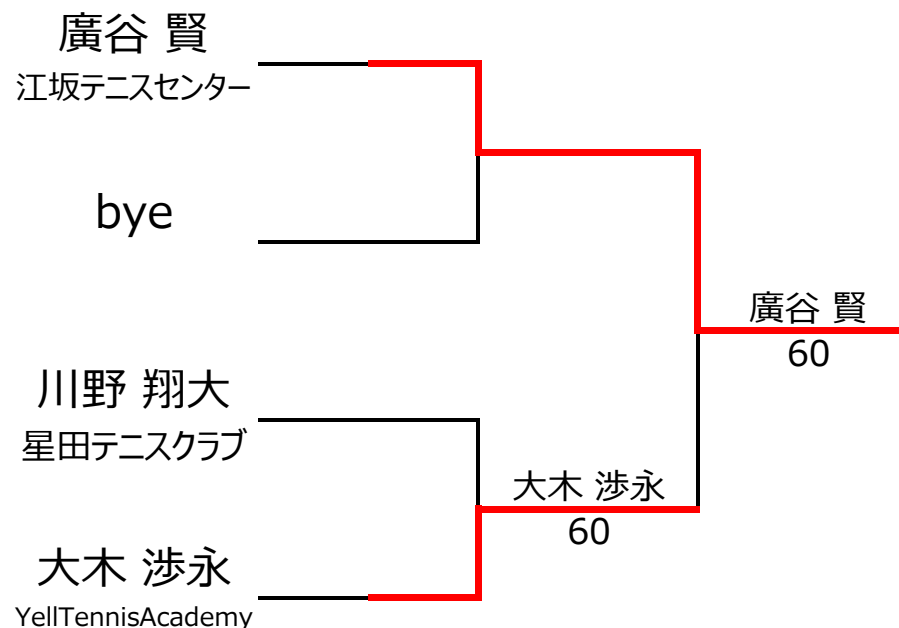 廣谷 賢
江坂テニスセンター
bye
川野 翔大
星田テニスクラブ
大木 渉永
YellTennisAcademy
大木 渉永
60
廣谷 賢
60